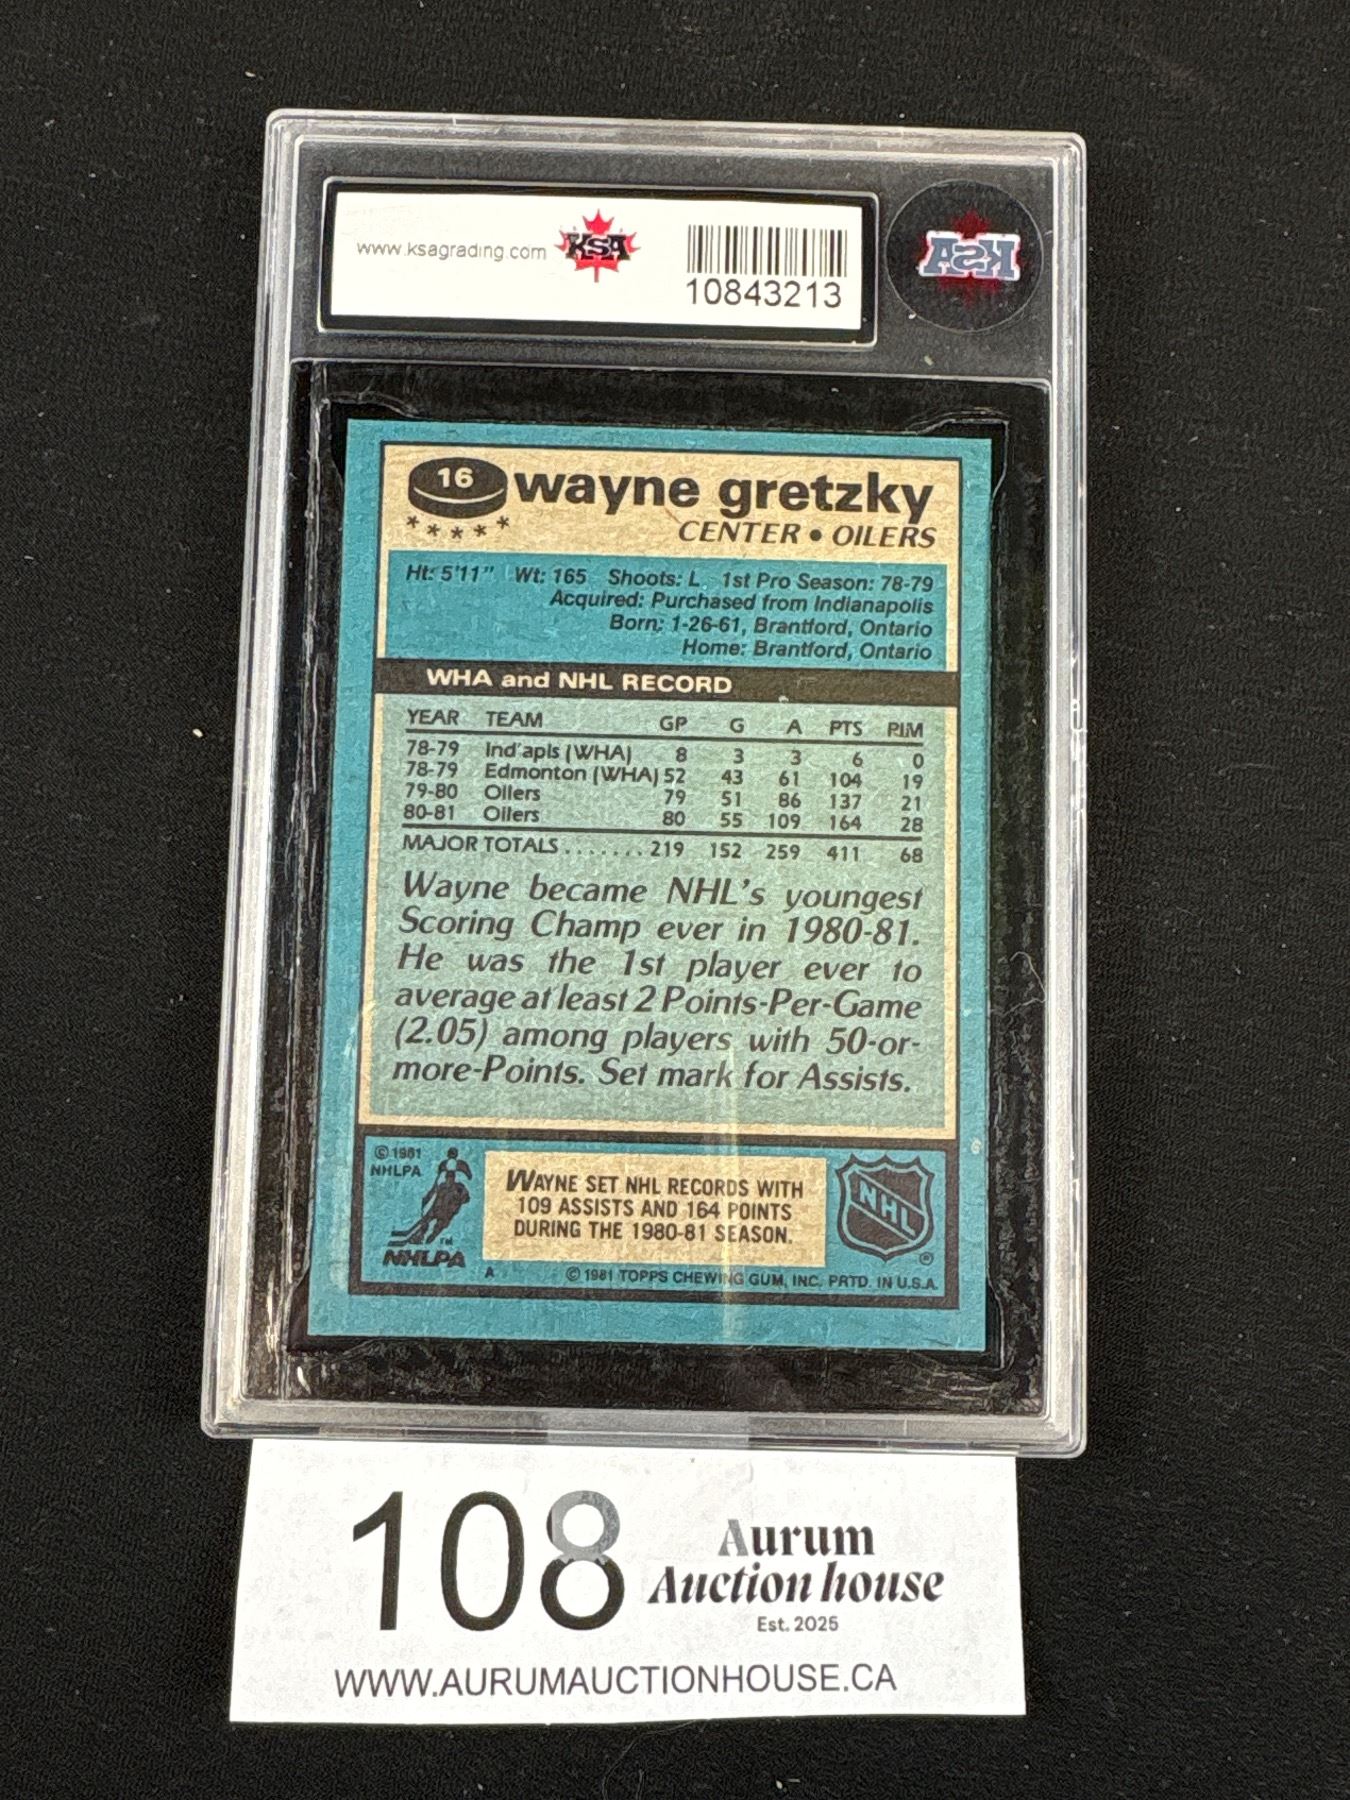 www.ksagrading.com KSA
10843213
KSA
16 wayne gretzky
CENTER • OILERS
Ht: 5'11" Wt: 165 Shoots: L 1st Pro Season: 78-79
Acquired: Purchased from Indianapolis
Born: 1-26-61, Brantford, Ontario
Home: Brantford, Ontario
WHA and NHL RECORD
YEAR TEAM GP G A PTS PIM
78-79 Ind'apls (WHA) 8 3 3 6 0
78-79 Edmonton (WHA) 52 43 61 104 19
79-80 Oilers 79 51 86 137 21
80-81 Oilers 80 55 109 164 28
MAJOR TOTALS ....... 219 152 259 411 68
Wayne became NHL's youngest
Scoring Champ ever in 1980-81.
He was the 1st player ever to
average at least 2 Points-Per-Game
(2.05) among players with 50-or-
more-Points. Set mark for Assists.
© 1981
NHLPA
TM
NHLPA
WAYNE SET NHL RECORDS WITH
109 ASSISTS AND 164 POINTS
DURING THE 1980-81 SEASON.
NHL
®
A © 1981 TOPPS CHEWING GUM, INC. PRTD. IN U.S.A.
108
Aurum
Auction house
Est. 2025
WWW.AURUMAUCTIONHOUSE.CA